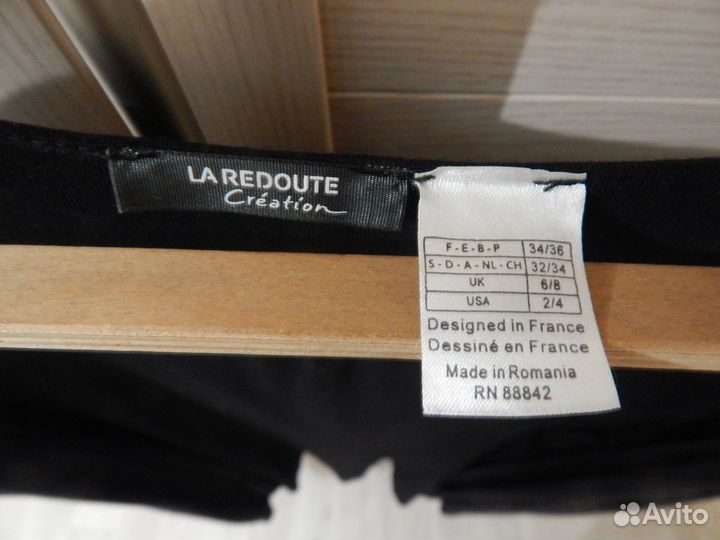 LA REDOUTE
Création
F - E - B - P 34/36
S - D - A - NL - CH 32/34
UK 6/8
USA 2/4
Designed in France
Dessiné en France
Made in Romania
RN 88842
Avito